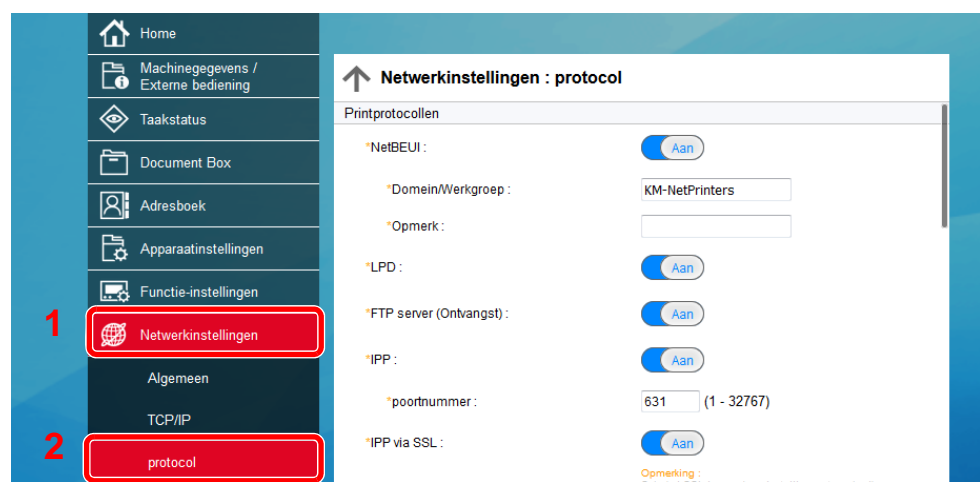 Home
Machinegegevens /
Externe bediening
Taakstatus
Document Box
Adresboek
Apparaatinstellingen
Functie-instellingen
1
Netwerkinstellingen
Algemeen
TCP/IP
2
protocol
Netwerkinstellingen : protocol
Printprotocollen
*NetBEUI : Aan
*Domein/Werkgroep : KM-NetPrinters
*Opmerk :
*LPD : Aan
*FTP server (Ontvangst) : Aan
*IPP : Aan
*poortnummer : 631 (1 - 32767)
*IPP via SSL : Aan
Opmerking :